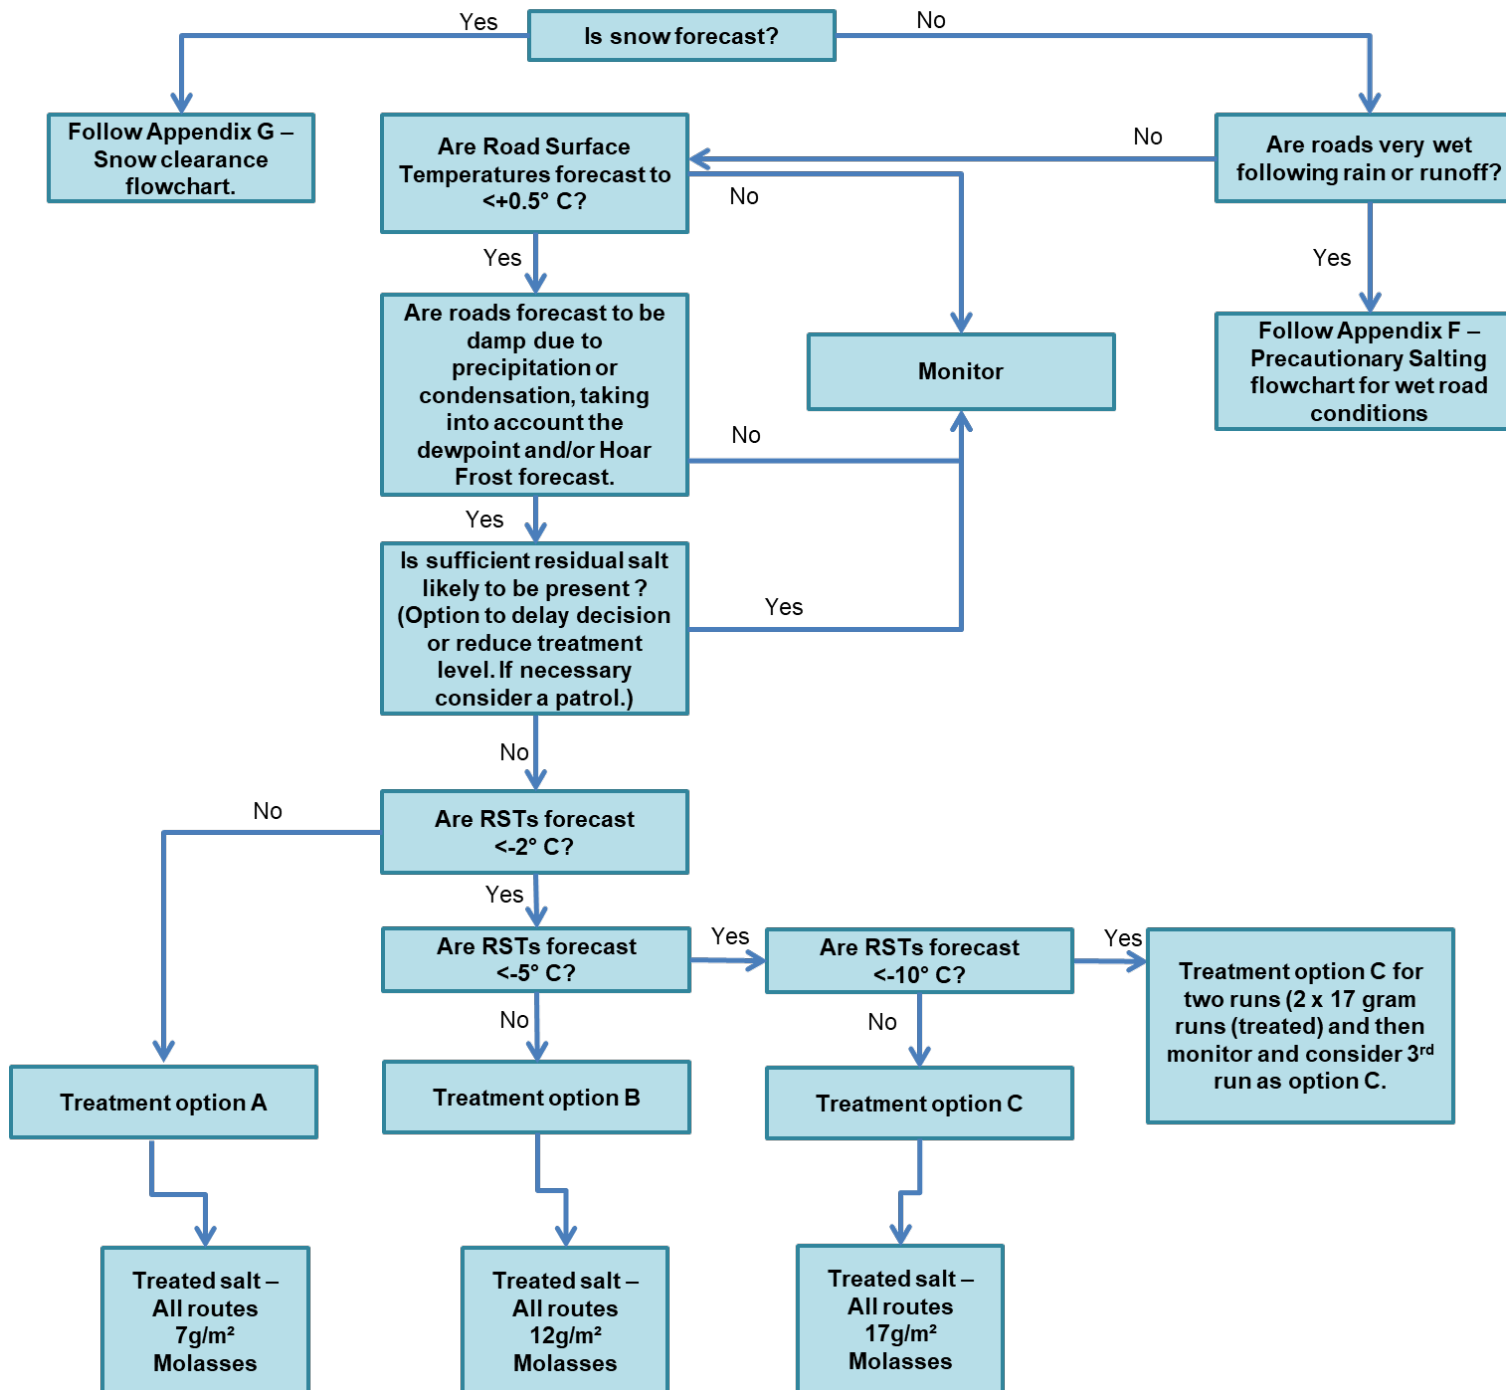 Yes
Is snow forecast?
No
Follow Appendix G –
Snow clearance
flowchart.
Are Road Surface
Temperatures forecast to
<+0.5° C?
No
Are roads very wet
following rain or runoff?
No
Yes
Yes
Are roads forecast to be
damp due to
precipitation or
condensation, taking
into account the
dewpoint and/or Hoar
Frost forecast.
Monitor
Follow Appendix F –
Precautionary Salting
flowchart for wet road
conditions
No
Yes
Is sufficient residual salt
likely to be present ?
(Option to delay decision
or reduce treatment
level. If necessary
consider a patrol.)
Yes
No
No
Are RSTs forecast
<-2° C?
Yes
Are RSTs forecast
<-5° C?
Yes
Are RSTs forecast
<-10° C?
Yes
Treatment option C for
two runs (2 x 17 gram
runs (treated) and then
monitor and consider 3rd
run as option C.
No
No
Treatment option A
Treatment option B
Treatment option C
Treated salt –
All routes
7g/m²
Molasses
Treated salt –
All routes
12g/m²
Molasses
Treated salt –
All routes
17g/m²
Molasses